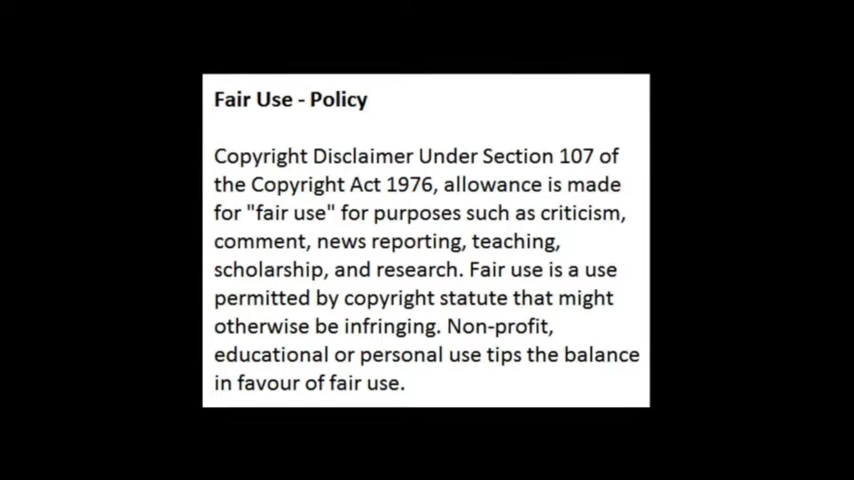 Fair Use - Policy
Copyright Disclaimer Under Section 107 of
the Copyright Act 1976, allowance is made
for "fair use" for purposes such as criticism,
comment, news reporting, teaching,
scholarship, and research. Fair use is a use
permitted by copyright statute that might
otherwise be infringing. Non-profit,
educational or personal use tips the balance
in favour of fair use.